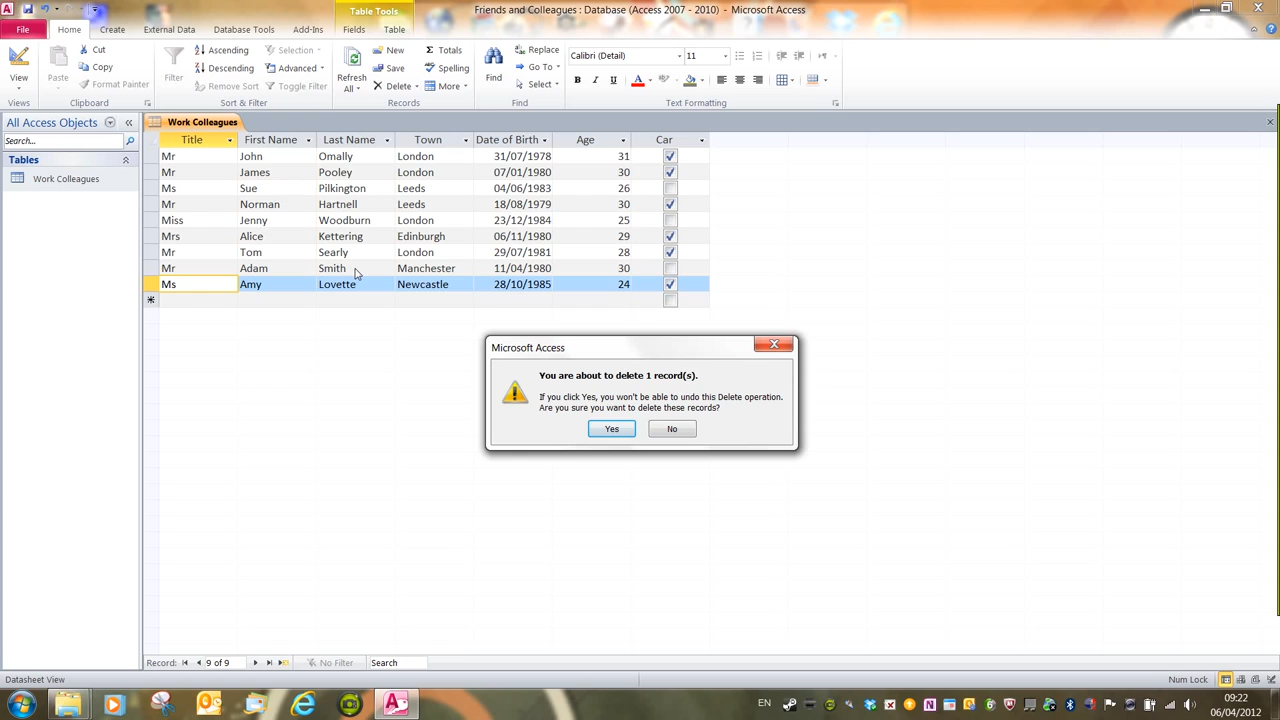 Table Tools
Friends and Colleagues : Database (Access 2007 - 2010) - Microsoft Access
File Home Create External Data Database Tools Add-Ins Fields Table
View
Paste
Cut
Copy
Format Painter
Filter
Ascending
Descending
Remove Sort
Selection
Advanced
Toggle Filter
Refresh
All
New
Save
Delete
Totals
Spelling
More
Find
Replace
Go To
Select
Calibri (Detail) 11
B I U A
Views Clipboard Sort & Filter Records Find Text Formatting
All Access Objects
Search...
Tables
Work Colleagues
Work Colleagues
Title First Name Last Name Town Date of Birth Age Car
Mr John Omally London 31/07/1978 31
Mr James Pooley London 07/01/1980 30
Ms Sue Pilkington Leeds 04/06/1983 26
Mr Norman Hartnell Leeds 18/08/1979 30
Miss Jenny Woodburn London 23/12/1984 25
Mrs Alice Kettering Edinburgh 06/11/1980 29
Mr Tom Searly London 29/07/1981 28
Mr Adam Smith Manchester 11/04/1980 30
Ms Amy Lovette Newcastle 28/10/1985 24
Microsoft Access
You are about to delete 1 record(s).
If you click Yes, you won't be able to undo this Delete operation.
Are you sure you want to delete these records?
Yes No
Record: 9 of 9 No Filter Search
Datasheet View Num Lock
EN
09:22
06/04/2012